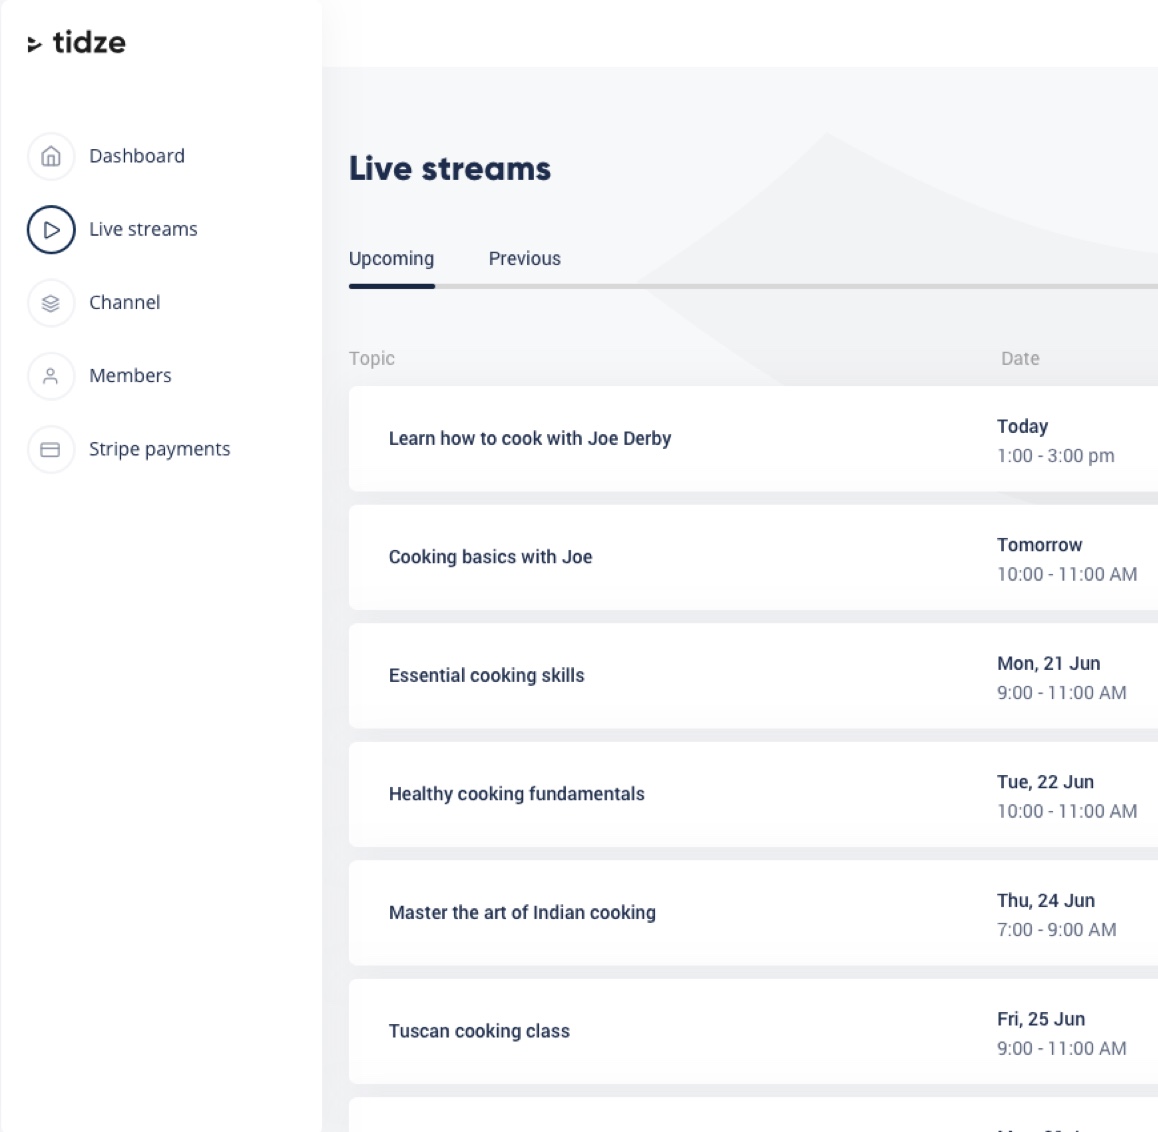 tidze
Dashboard
Live streams
Channel
Members
Stripe payments
Live streams
Upcoming Previous
Topic Date
Learn how to cook with Joe Derby
Today
1:00 - 3:00 pm
Cooking basics with Joe
Tomorrow
10:00 - 11:00 AM
Essential cooking skills
Mon, 21 Jun
9:00 - 11:00 AM
Healthy cooking fundamentals
Tue, 22 Jun
10:00 - 11:00 AM
Master the art of Indian cooking
Thu, 24 Jun
7:00 - 9:00 AM
Tuscan cooking class
Fri, 25 Jun
9:00 - 11:00 AM